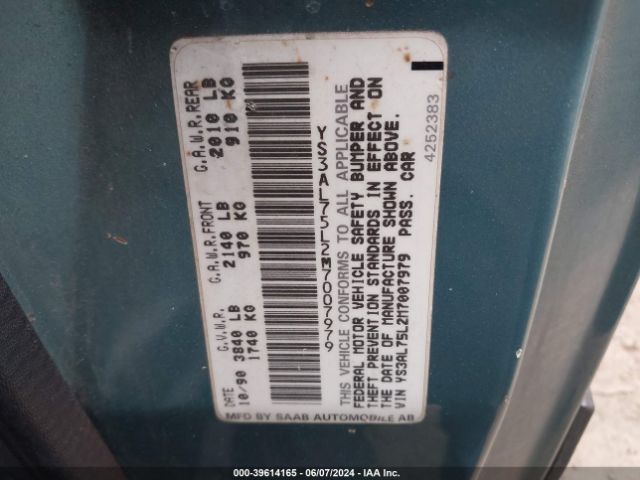 MFD BY SAAB AUTOMOBILE AB
DATE G.V.W.R. G.A.W.R.FRONT G.A.W.R.REAR
10/90 3840 LB 2140 LB 2010 LB
1740 KG 970 KG 910 KG
YS3AL75L2M7007979
THIS VEHICLE CONFORMS TO ALL APPLICABLE
FEDERAL MOTOR VEHICLE SAFETY BUMPER AND
THEFT PREVENTION STANDARDS IN EFFECT ON
THE DATE OF MANUFACTURE SHOWN ABOVE.
VIN YS3AL75L2M7007979 PASS. CAR
4252383
000-39614165 | 06/07/2024 | IAA Inc.